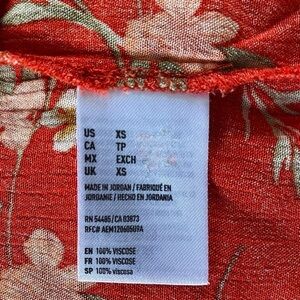 US XS
CA TP
MX EXCH
UK XS
MADE IN JORDAN / FABRIQUÉ EN
JORDANIE / HECHO EN JORDANIA
RN 54485/CA 03873
RFC# AEM120605U9A
EN 100% VISCOSE
FR 100% VISCOSE
SP 100% viscosa